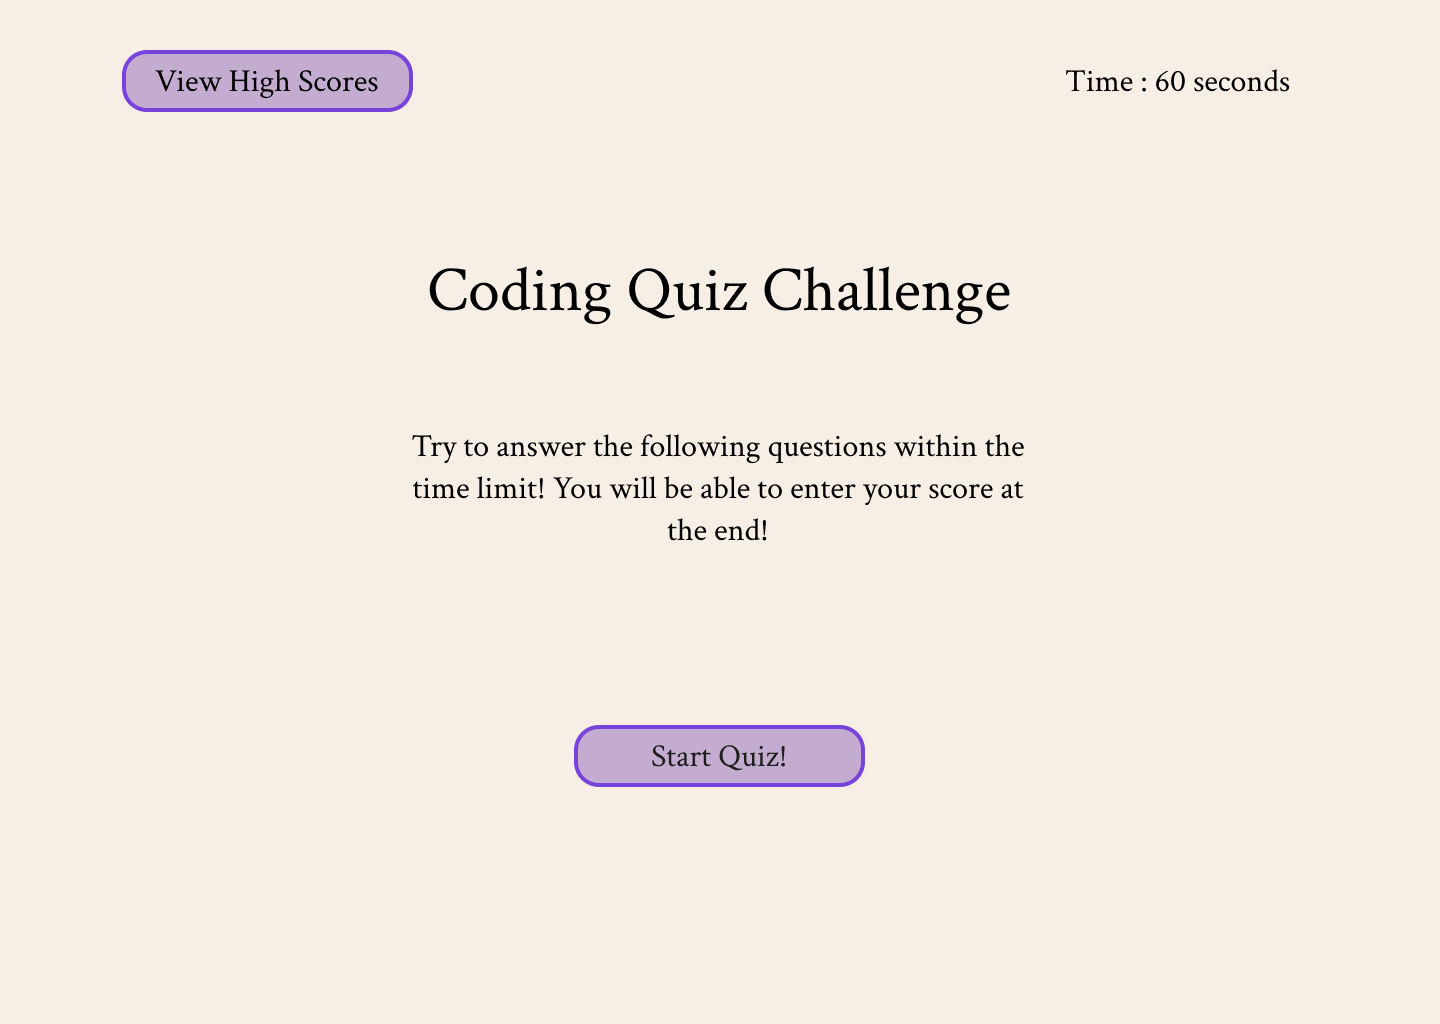 View High Scores
Time : 60 seconds
Coding Quiz Challenge
Try to answer the following questions within the
time limit! You will be able to enter your score at
the end!
Start Quiz!